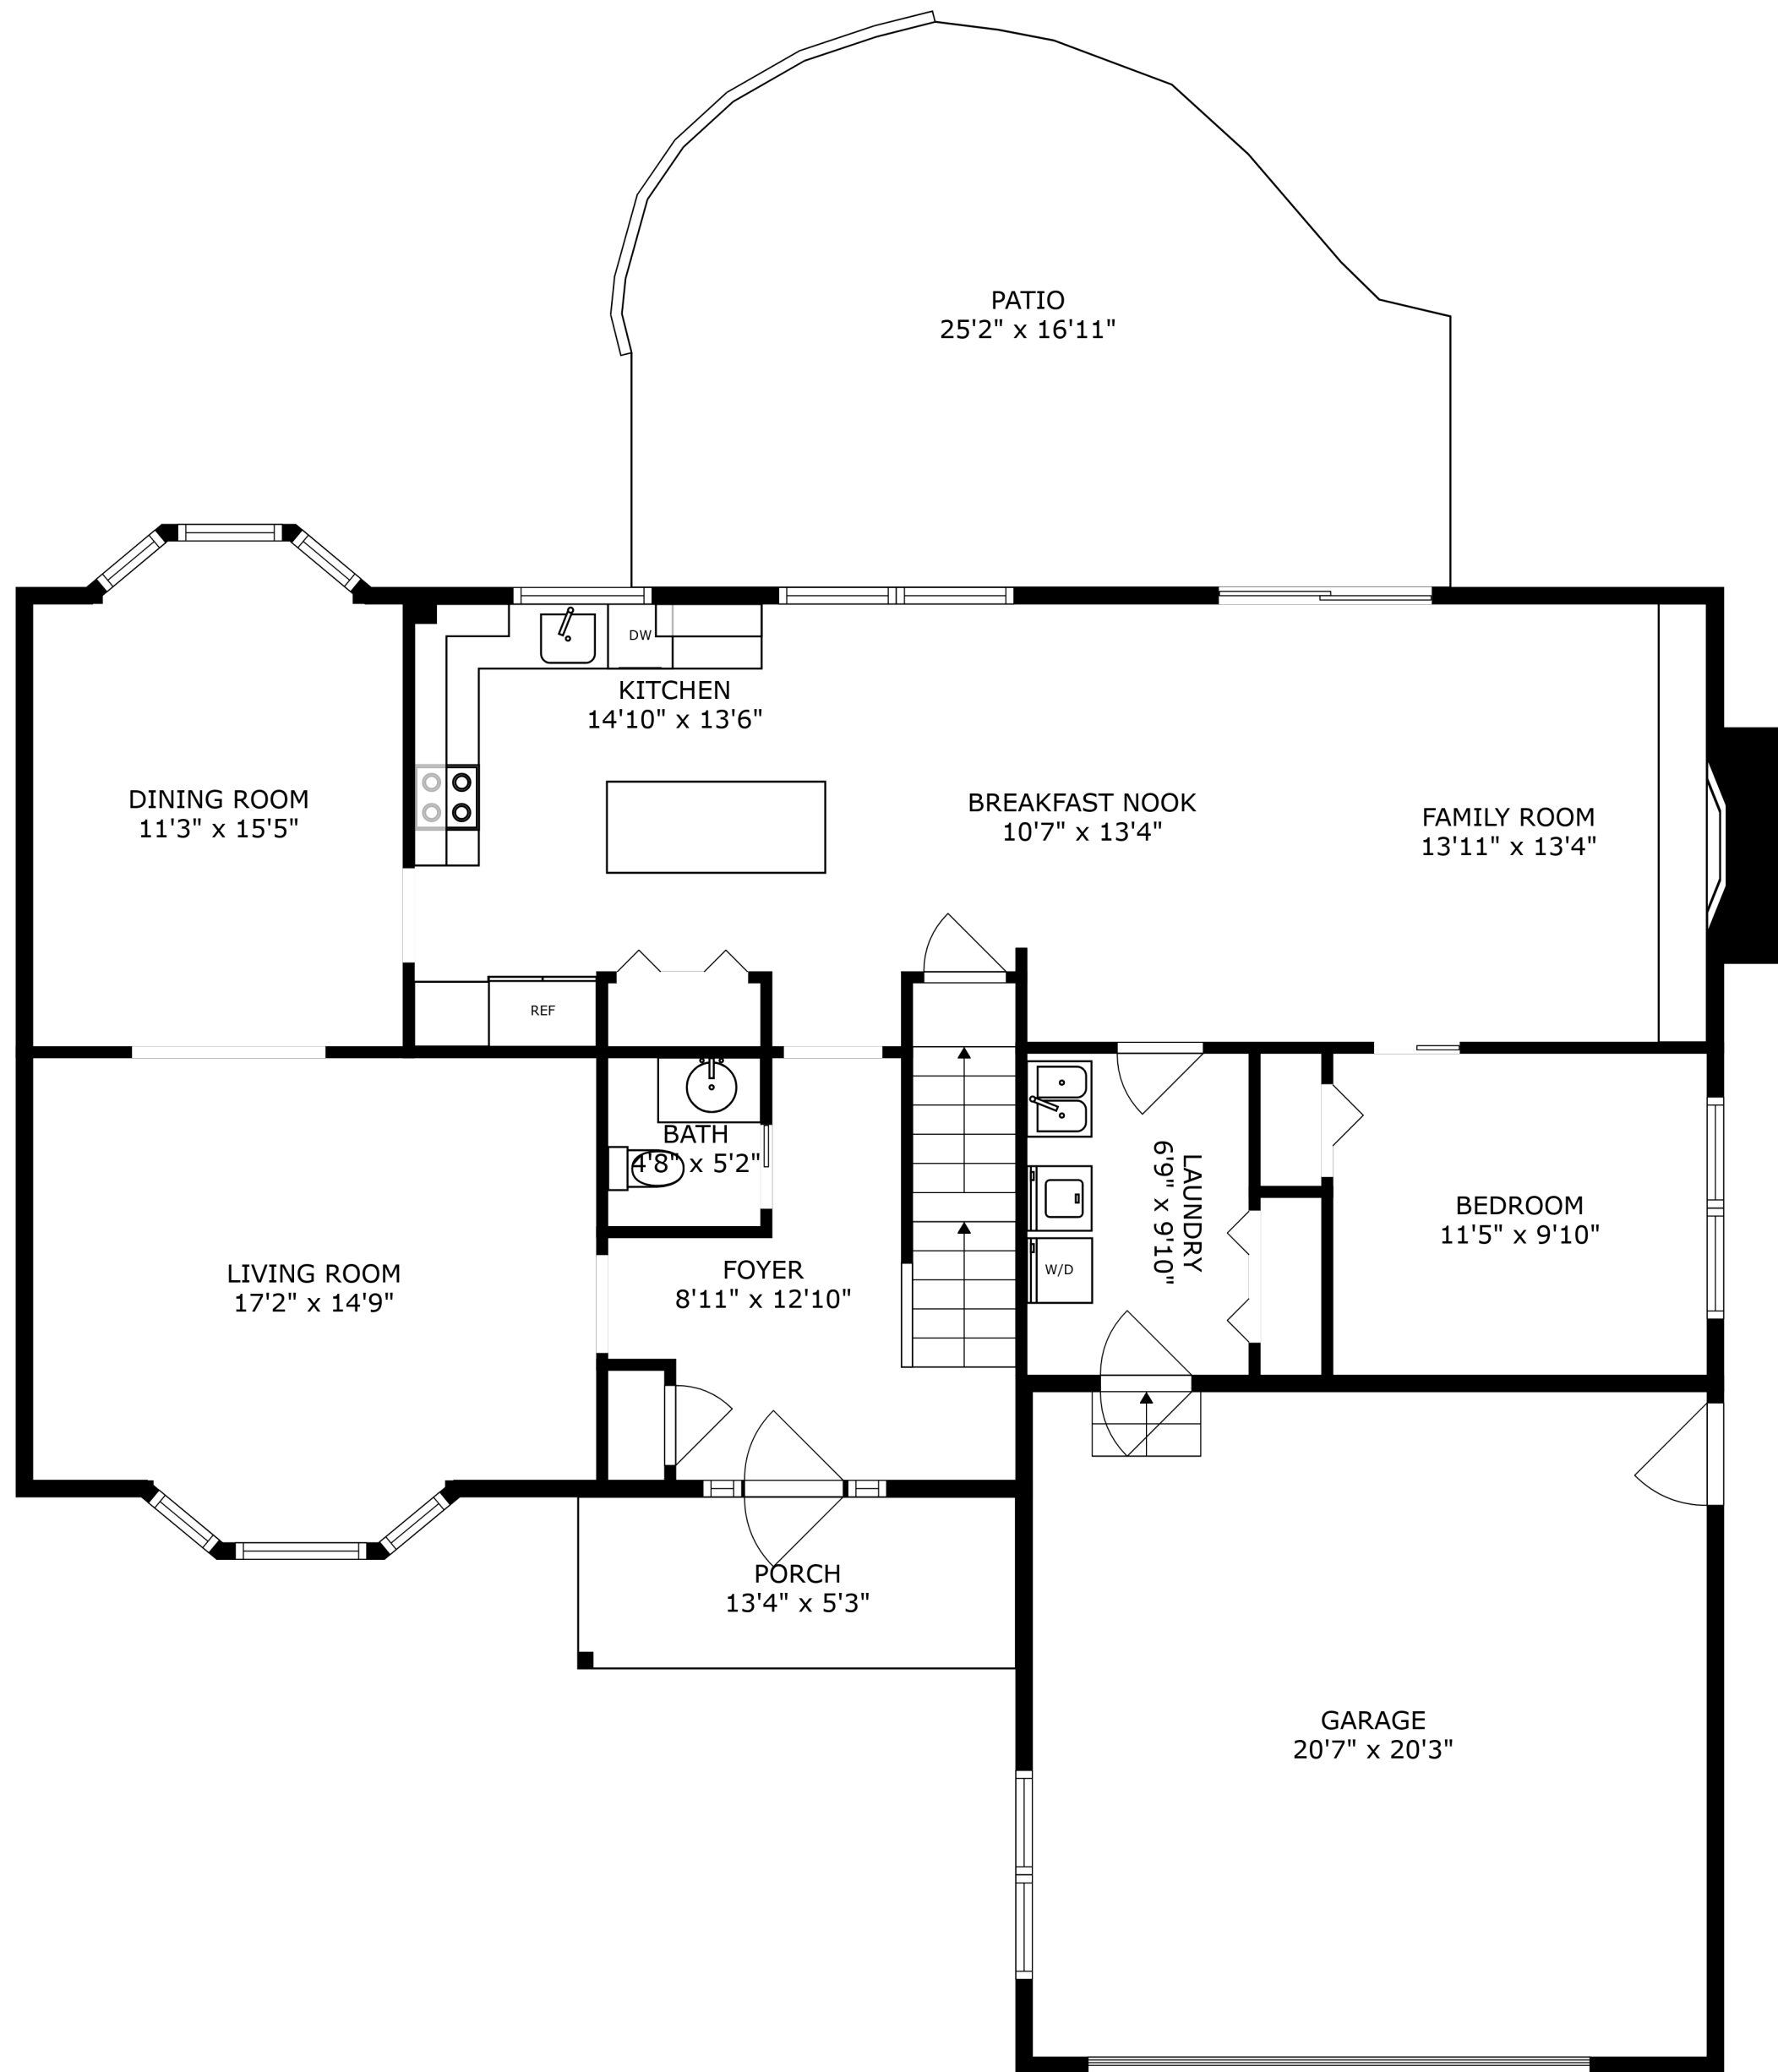 PATIO
25'2" x 16'11"
DW
KITCHEN
14'10" x 13'6"
DINING ROOM
11'3" x 15'5"
BREAKFAST NOOK
10'7" x 13'4"
FAMILY ROOM
13'11" x 13'4"
REF
BATH
4'8" x 5'2"
LAUNDRY
6'9" x 9'10"
BEDROOM
11'5" x 9'10"
LIVING ROOM
17'2" x 14'9"
FOYER
8'11" x 12'10"
W/D
PORCH
13'4" x 5'3"
GARAGE
20'7" x 20'3"